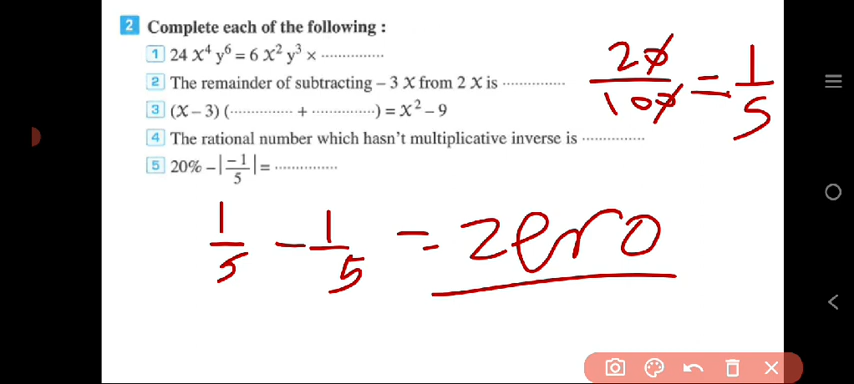 2 Complete each of the following :
1 24 x⁴ y⁶ = 6 x² y³ × ................
2 The remainder of subtracting – 3 x from 2 x is ................
3 (x – 3) (................ + ................) = x² – 9
4 The rational number which hasn't multiplicative inverse is ................
5 20% – |–1/5| = ................
20/100 = 1/5
1/5 – 1/5 = zero